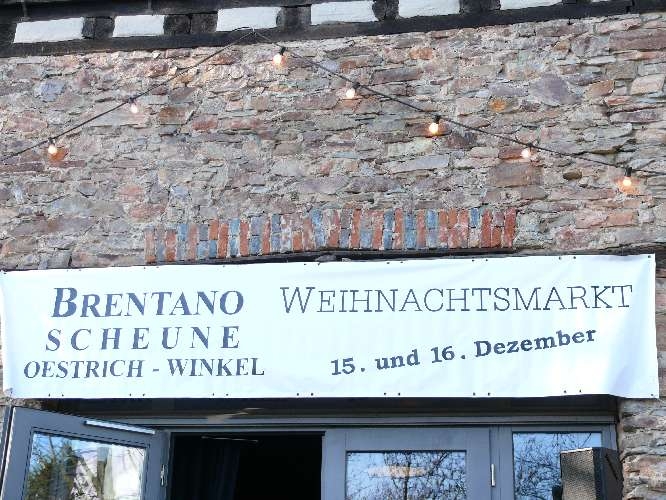 BRENTANO
SCHEUNE
OESTRICH - WINKEL
WEIHNACHTSMARKT
15. und 16. Dezember